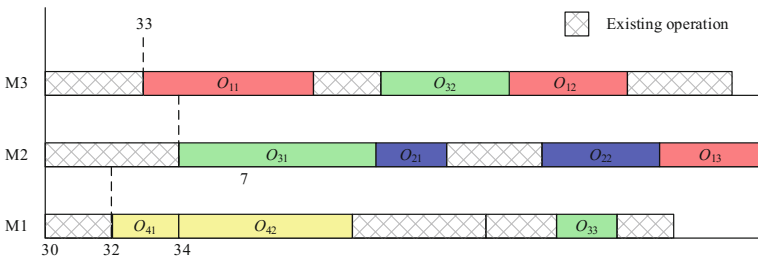 Existing operation
33
M3 O11 O32 O12
M2 O31 O21 O22 O13
7
M1 O41 O42 O33
30 32 34